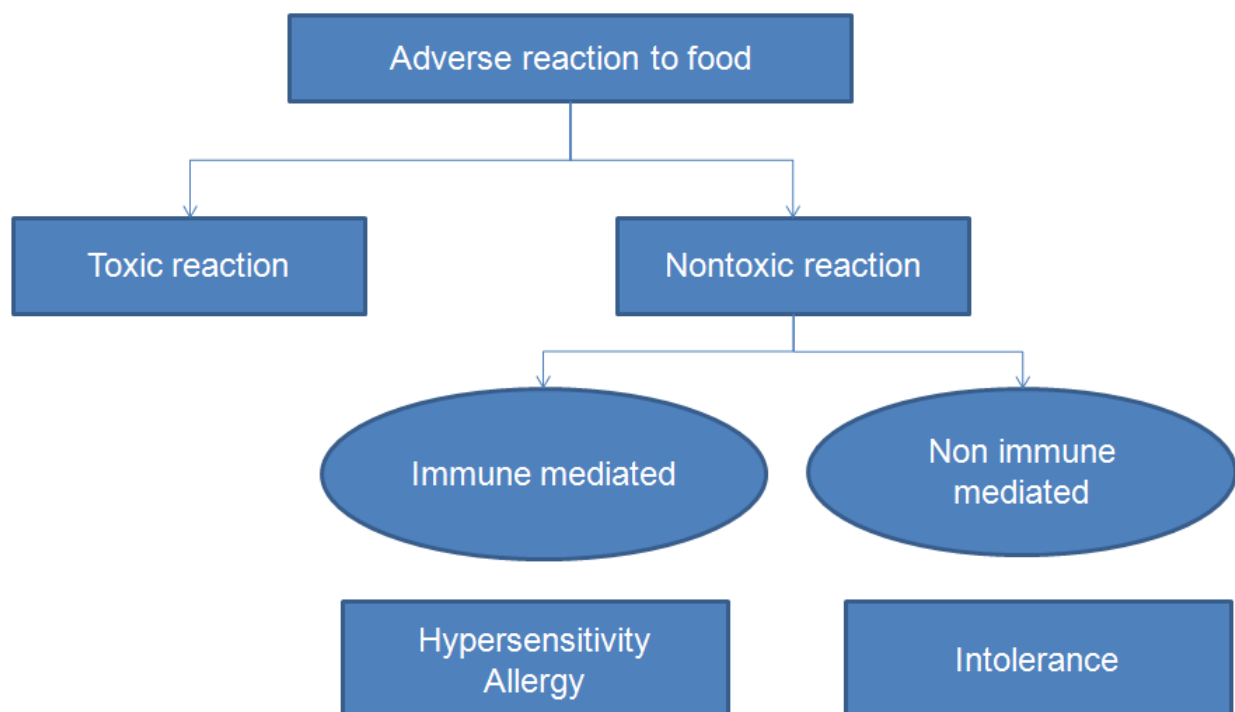 Adverse reaction to food
Toxic reaction
Nontoxic reaction
Immune mediated
Non immune
mediated
Hypersensitivity
Allergy
Intolerance